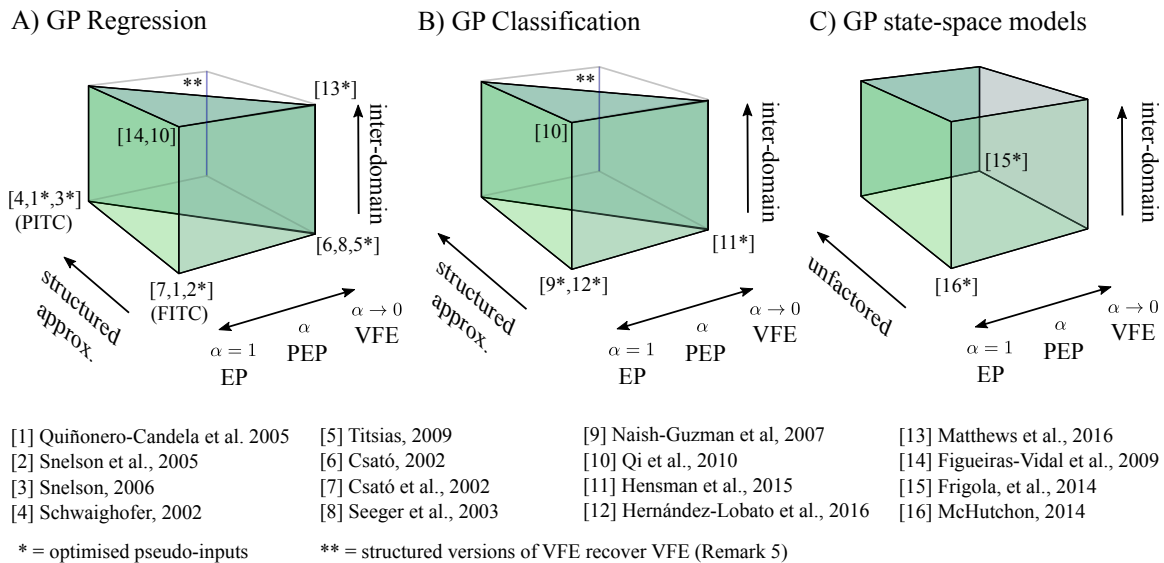 A) GP Regression
B) GP Classification
C) GP state-space models
**
[13*]
[14,10]
inter-domain
[4,1*,3*]
(PITC)
[6,8,5*]
[7,1,2*]
(FITC)
structured
approx.
α = 1
EP
α
PEP
α → 0
VFE
**
[10]
inter-domain
[11*]
[9*,12*]
structured
approx.
α = 1
EP
α
PEP
α → 0
VFE
[15*]
inter-domain
[16*]
unfactored
α = 1
EP
α
PEP
α → 0
VFE
[1] Quiñonero-Candela et al. 2005
[2] Snelson et al., 2005
[3] Snelson, 2006
[4] Schwaighofer, 2002
[5] Titsias, 2009
[6] Csató, 2002
[7] Csató et al., 2002
[8] Seeger et al., 2003
[9] Naish-Guzman et al, 2007
[10] Qi et al., 2010
[11] Hensman et al., 2015
[12] Hernández-Lobato et al., 2016
[13] Matthews et al., 2016
[14] Figueiras-Vidal et al., 2009
[15] Frigola, et al., 2014
[16] McHutchon, 2014
* = optimised pseudo-inputs
** = structured versions of VFE recover VFE (Remark 5)